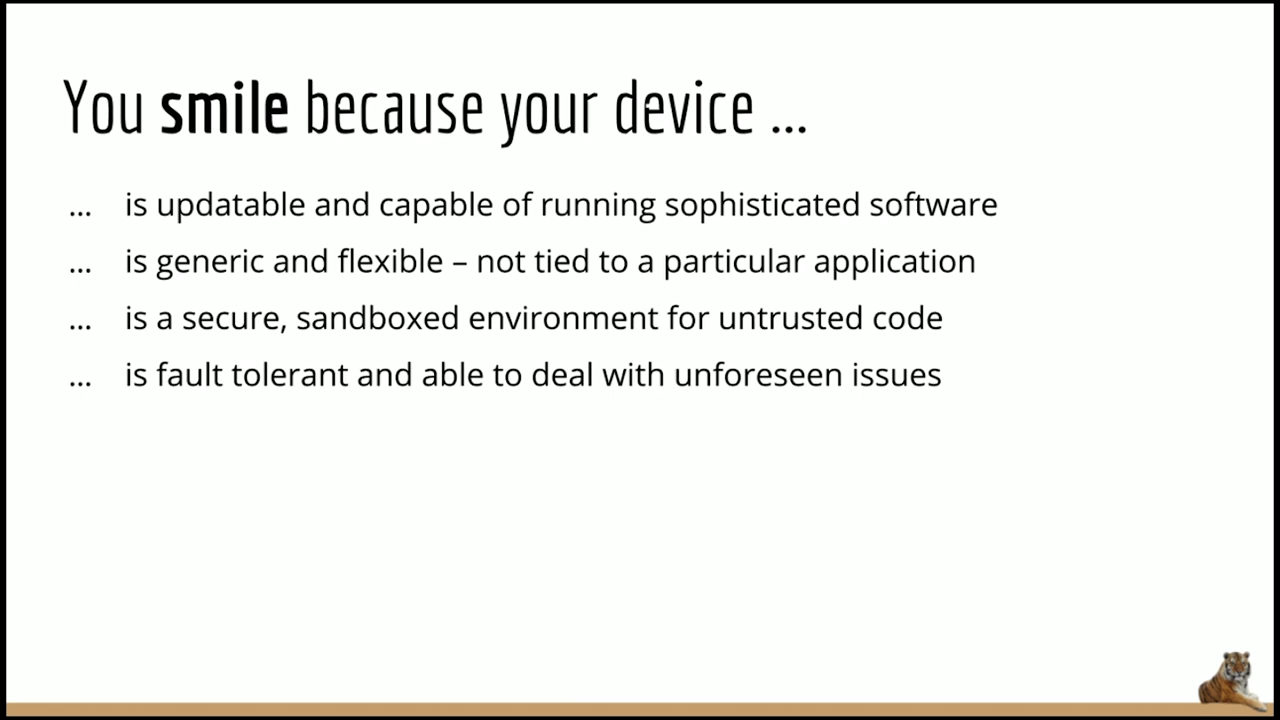 You smile because your device ...
... is updatable and capable of running sophisticated software
... is generic and flexible – not tied to a particular application
... is a secure, sandboxed environment for untrusted code
... is fault tolerant and able to deal with unforeseen issues